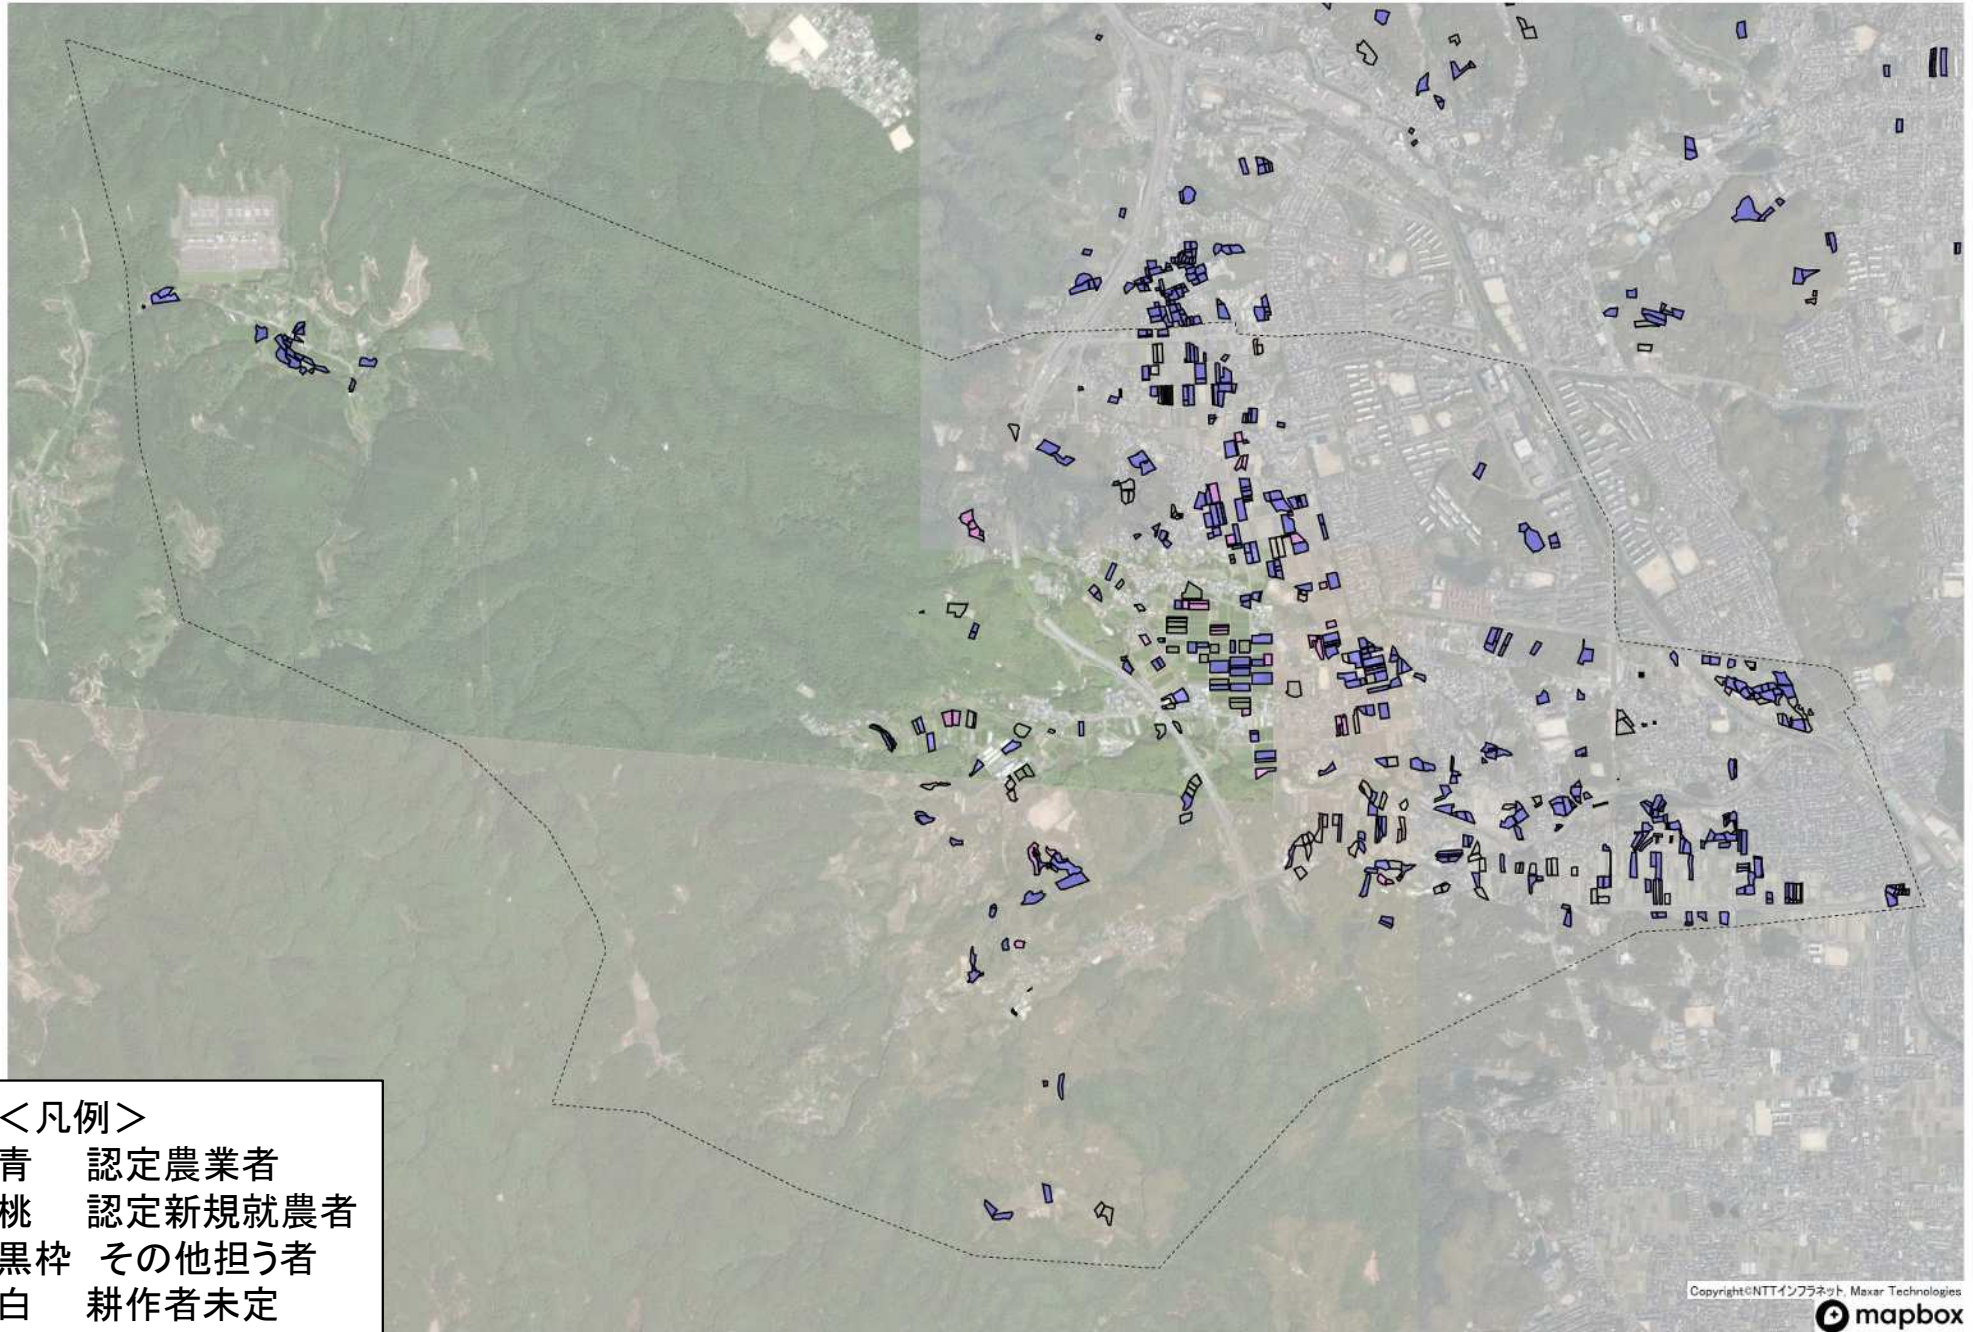 ＜凡例＞
青 認定農業者
桃 認定新規就農者
黒枠 その他担う者
白 耕作者未定
Copyright©NTTインフラネット, Maxar Technologies
mapbox